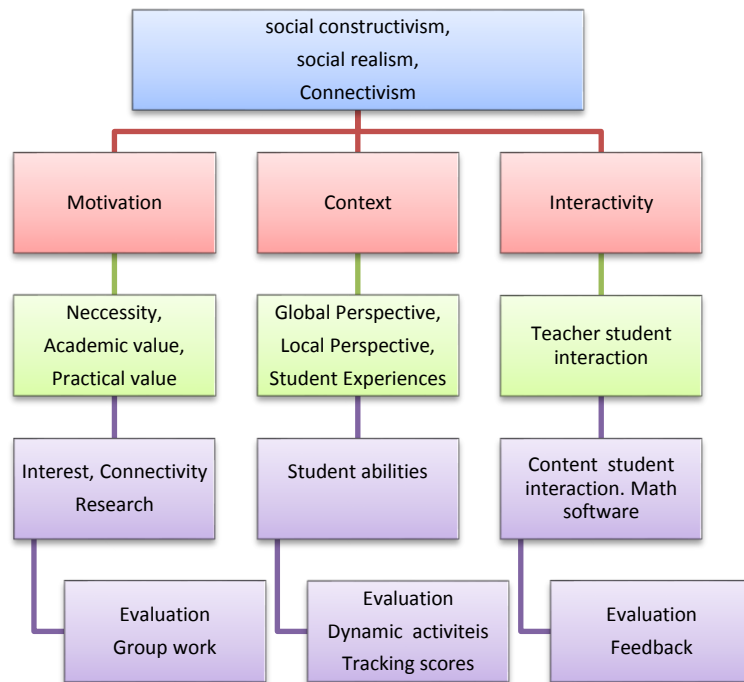 social constructivism,
social realism,
Connectivism
Motivation
Context
Interactivity
Neccessity,
Academic value,
Practical value
Global Perspective,
Local Perspective,
Student Experiences
Teacher student
interaction
Interest, Connectivity
Research
Student abilities
Content student
interaction. Math
software
Evaluation
Group work
Evaluation
Dynamic activiteis
Tracking scores
Evaluation
Feedback